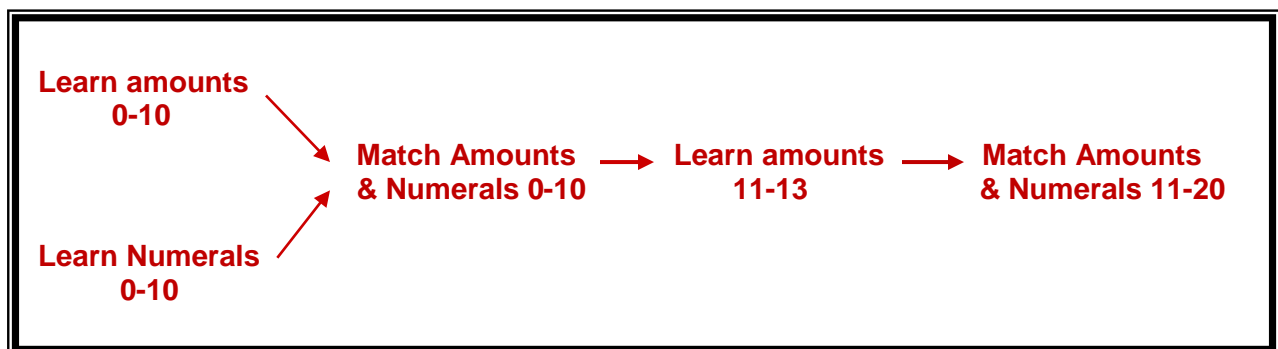 Learn amounts
0-10
Match Amounts
& Numerals 0-10
Learn amounts
11-13
Match Amounts
& Numerals 11-20
Learn Numerals
0-10